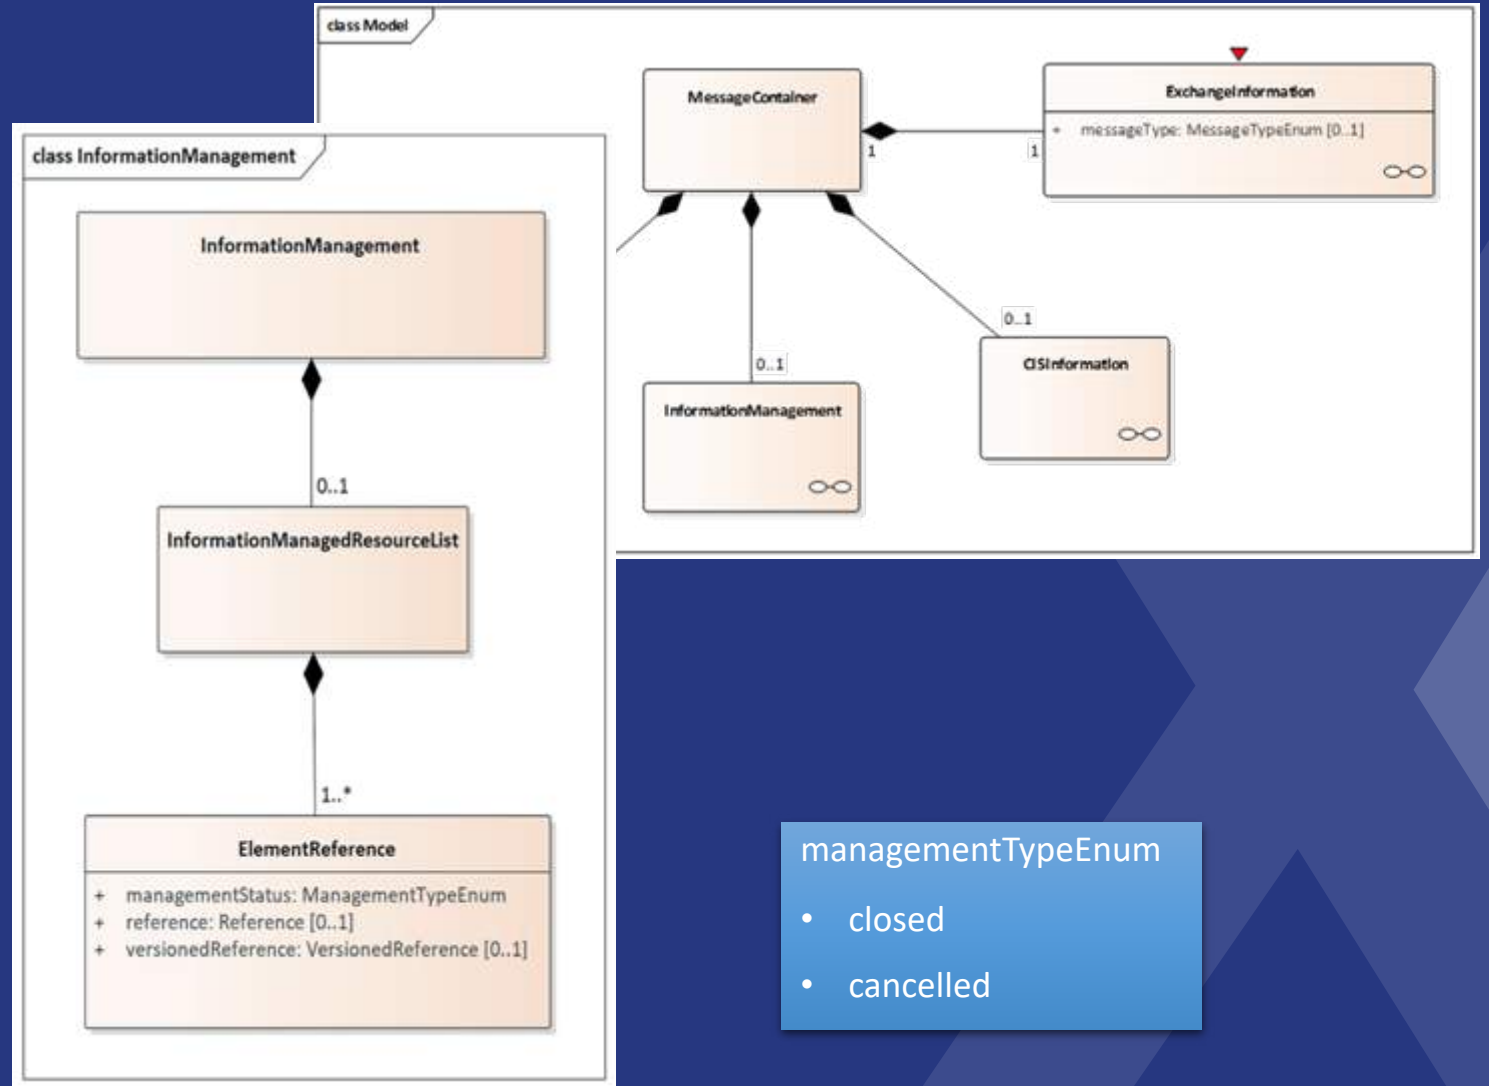 class Model
MessageContainer
1
1
ExchangeInformation
+ messageType: MessageTypeEnum [0..1]
0..1
InformationManagement
0..1
CISInformation
class InformationManagement
InformationManagement
0..1
InformationManagedResourceList
1..*
ElementReference
+ managementStatus: ManagementTypeEnum
+ reference: Reference [0..1]
+ versionedReference: VersionedReference [0..1]
managementTypeEnum
• closed
• cancelled